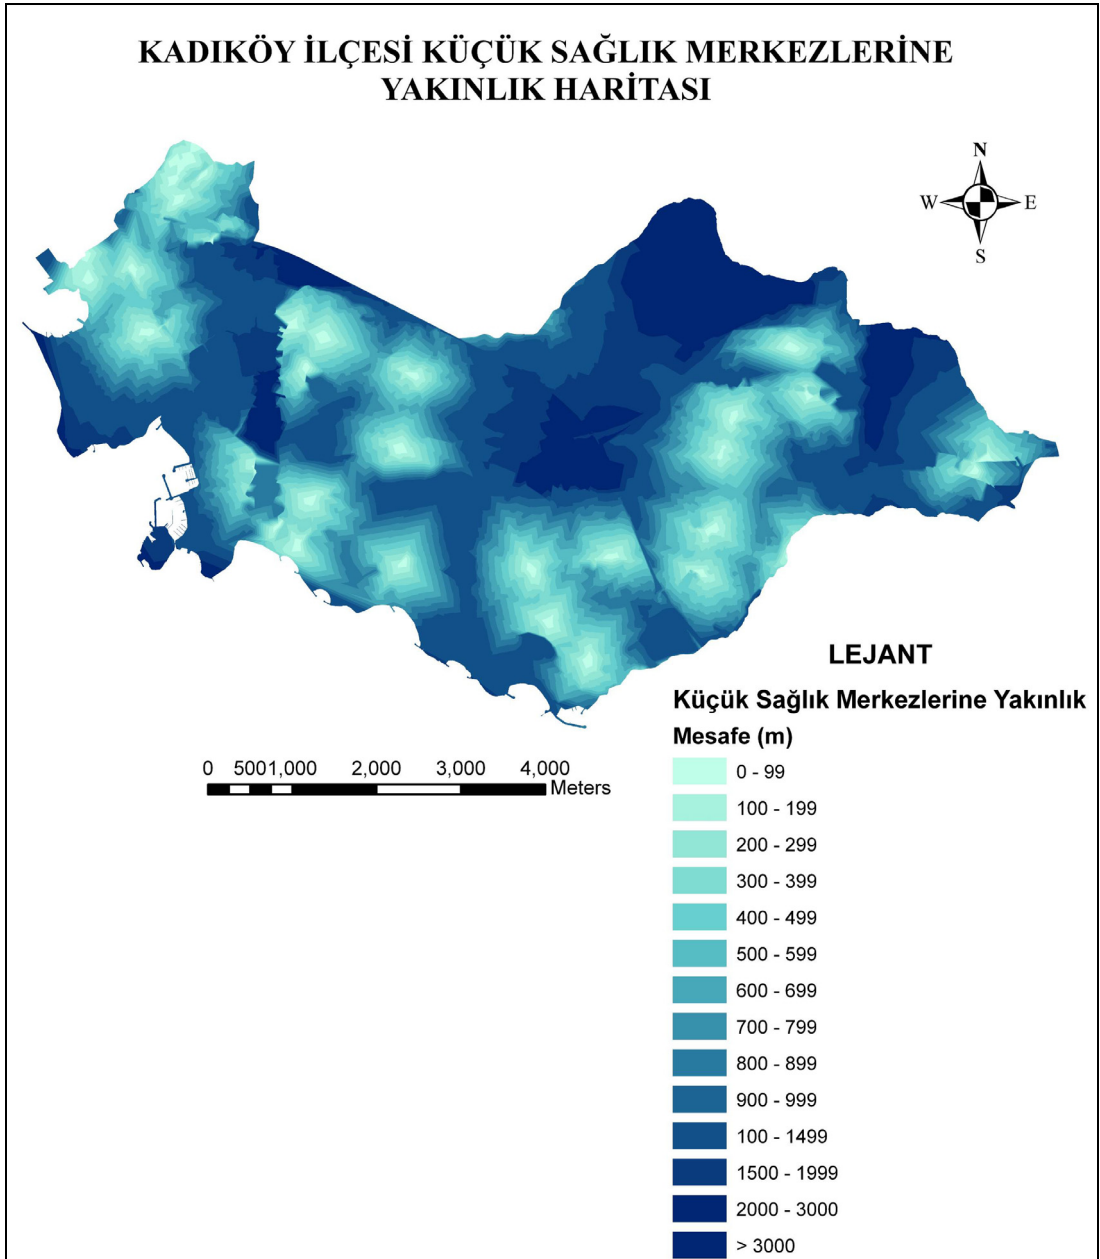 KADIKÖY İLÇESİ KÜÇÜK SAĞLIK MERKEZLERİNE
YAKINLIK HARİTASI
N
W E
S
LEJANT
Küçük Sağlık Merkezlerine Yakınlık
Mesafe (m)
0 5001,000 2,000 3,000 4,000
Meters
0 - 99
100 - 199
200 - 299
300 - 399
400 - 499
500 - 599
600 - 699
700 - 799
800 - 899
900 - 999
100 - 1499
1500 - 1999
2000 - 3000
> 3000